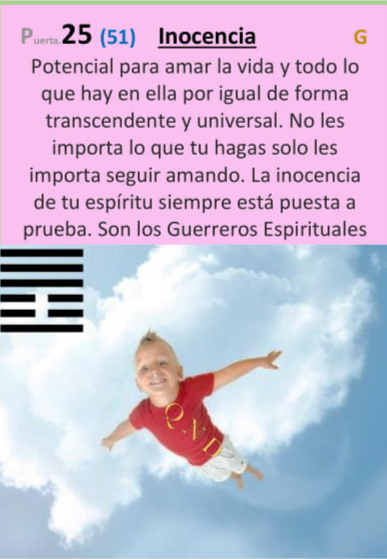 Puerta.25 (51) Inocencia G
Potencial para amar la vida y todo lo
que hay en ella por igual de forma
transcendente y universal. No les
importa lo que tu hagas solo les
importa seguir amando. La inocencia
de tu espíritu siempre está puesta a
prueba. Son los Guerreros Espirituales